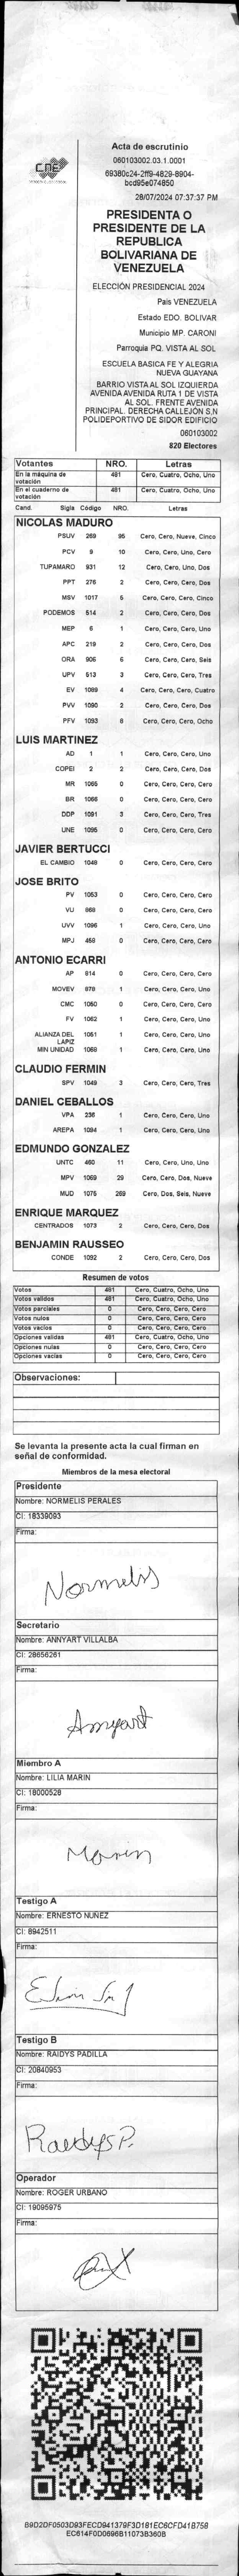 Acta de escrutinio
060103002.03.1.0001
69380c24-2ff9-4829-8904-
bcd95e074850
28/07/2024 07:37:37 PM
CNE
PRESIDENTA O
PRESIDENTE DE LA
REPUBLICA
BOLIVARIANA DE
VENEZUELA
ELECCIÓN PRESIDENCIAL 2024
País VENEZUELA
Estado EDO. BOLIVAR
Municipio MP. CARONI
Parroquia PQ. VISTA AL SOL
ESCUELA BASICA FE Y ALEGRIA
NUEVA GUAYANA
BARRIO VISTA AL SOL IZQUIERDA
AVENIDA AVENIDA RUTA 1 DE VISTA
AL SOL. FRENTE AVENIDA
PRINCIPAL. DERECHA CALLEJÓN S,N
POLIDEPORTIVO DE SIDOR EDIFICIO
060103002
820 Electores
Votantes NRO. Letras
En la máquina de votación 481 Cero, Cuatro, Ocho, Uno
En el cuaderno de votación 481 Cero, Cuatro, Ocho, Uno
Cand. Sigla Código NRO. Letras
NICOLAS MADURO
PSUV 269 95 Cero, Cero, Nueve, Cinco
PCV 9 10 Cero, Cero, Uno, Cero
TUPAMARO 931 12 Cero, Cero, Uno, Dos
PPT 276 2 Cero, Cero, Cero, Dos
MSV 1017 5 Cero, Cero, Cero, Cinco
PODEMOS 514 2 Cero, Cero, Cero, Dos
MEP 6 1 Cero, Cero, Cero, Uno
APC 219 2 Cero, Cero, Cero, Dos
ORA 906 6 Cero, Cero, Cero, Seis
UPV 513 3 Cero, Cero, Cero, Tres
EV 1089 4 Cero, Cero, Cero, Cuatro
PVV 1090 2 Cero, Cero, Cero, Dos
PFV 1093 8 Cero, Cero, Cero, Ocho
LUIS MARTINEZ
AD 1 1 Cero, Cero, Cero, Uno
COPEI 2 2 Cero, Cero, Cero, Dos
MR 1065 0 Cero, Cero, Cero, Cero
BR 1066 0 Cero, Cero, Cero, Cero
DDP 1091 3 Cero, Cero, Cero, Tres
UNE 1095 0 Cero, Cero, Cero, Cero
JAVIER BERTUCCI
EL CAMBIO 1048 0 Cero, Cero, Cero, Cero
JOSE BRITO
PV 1053 0 Cero, Cero, Cero, Cero
VU 868 0 Cero, Cero, Cero, Cero
UVV 1096 1 Cero, Cero, Cero, Uno
MPJ 458 0 Cero, Cero, Cero, Cero
ANTONIO ECARRI
AP 814 0 Cero, Cero, Cero, Cero
MOVEV 878 1 Cero, Cero, Cero, Uno
CMC 1050 0 Cero, Cero, Cero, Cero
FV 1062 1 Cero, Cero, Cero, Uno
ALIANZA DEL LAPIZ 1051 1 Cero, Cero, Cero, Uno
MIN UNIDAD 1068 1 Cero, Cero, Cero, Uno
CLAUDIO FERMIN
SPV 1049 3 Cero, Cero, Cero, Tres
DANIEL CEBALLOS
VPA 236 1 Cero, Cero, Cero, Uno
AREPA 1094 1 Cero, Cero, Cero, Uno
EDMUNDO GONZALEZ
UNTC 460 11 Cero, Cero, Uno, Uno
MPV 1069 29 Cero, Cero, Dos, Nueve
MUD 1075 269 Cero, Dos, Seis, Nueve
ENRIQUE MARQUEZ
CENTRADOS 1073 2 Cero, Cero, Cero, Dos
BENJAMIN RAUSSEO
CONDE 1092 2 Cero, Cero, Cero, Dos
Resumen de votos
Votos 481 Cero, Cuatro, Ocho, Uno
Votos validos 481 Cero, Cuatro, Ocho, Uno
Votos parciales 0 Cero, Cero, Cero, Cero
Votos nulos 0 Cero, Cero, Cero, Cero
Votos vacios 0 Cero, Cero, Cero, Cero
Opciones validas 481 Cero, Cuatro, Ocho, Uno
Opciones nulas 0 Cero, Cero, Cero, Cero
Opciones vacias 0 Cero, Cero, Cero, Cero
Observaciones:
Se levanta la presente acta la cual firman en
señal de conformidad.
Miembros de la mesa electoral
Presidente
Nombre: NORMELIS PERALES
CI: 18339093
Firma:
Normelis
Secretario
Nombre: ANNYART VILLALBA
CI: 28656261
Firma:
Annyart
Miembro A
Nombre: LILIA MARIN
CI: 18000528
Firma:
Marin
Testigo A
Nombre: ERNESTO NUÑEZ
CI: 8942511
Firma:
Testigo B
Nombre: RAIDYS PADILLA
CI: 20840953
Firma:
Raidys P.
Operador
Nombre: ROGER URBANO
CI: 19095975
Firma:
B9D2DF0503D93FECD941379F3D181EC6CFD41B758
EC614F0D0696B11073B360B